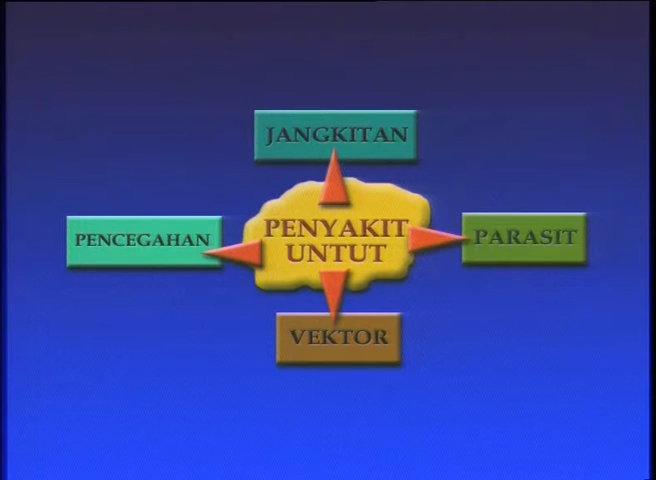 JANGKITAN
PENCEGAHAN
PENYAKIT
UNTUT
PARASIT
VEKTOR